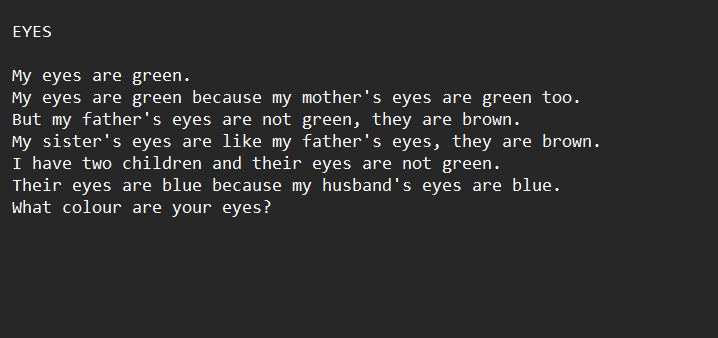 EYES
My eyes are green.
My eyes are green because my mother's eyes are green too.
But my father's eyes are not green, they are brown.
My sister's eyes are like my father's eyes, they are brown.
I have two children and their eyes are not green.
Their eyes are blue because my husband's eyes are blue.
What colour are your eyes?